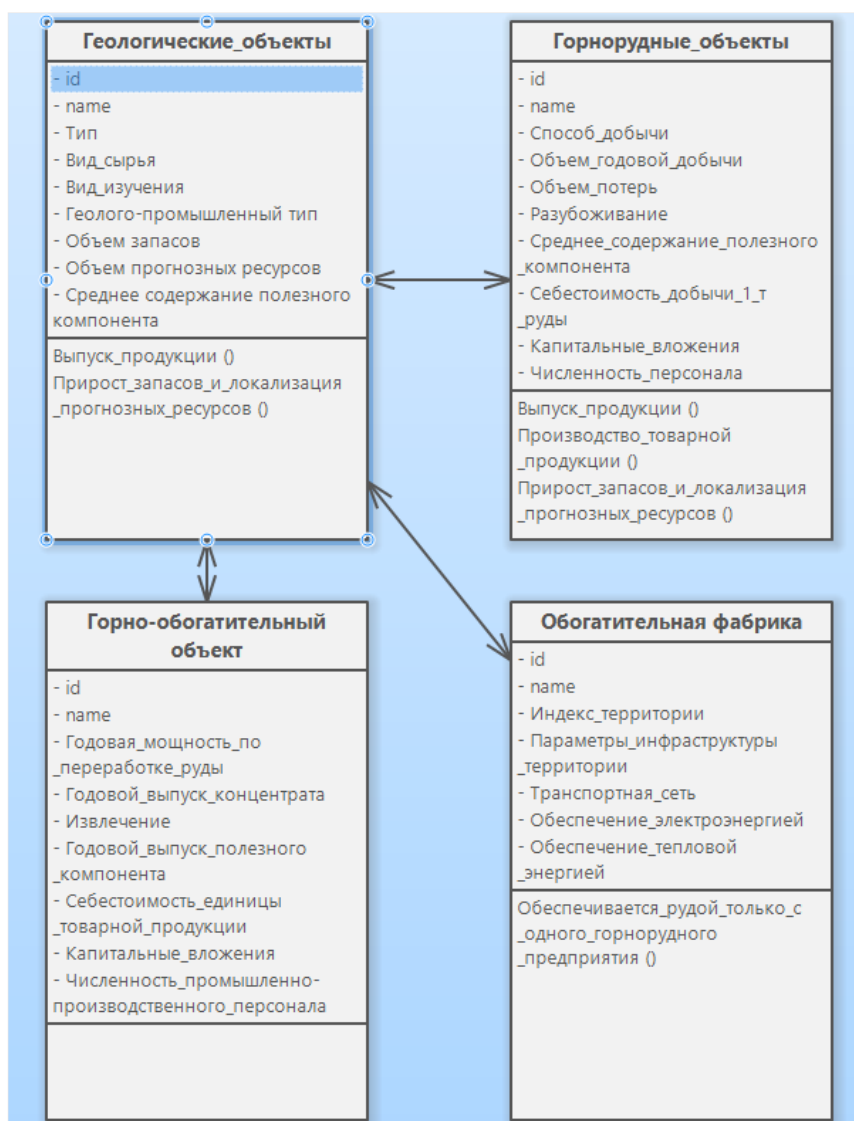 Геологические_объекты
- id
- name
- Тип
- Вид_сырья
- Вид_изучения
- Геолого-промышленный тип
- Объем запасов
- Объем прогнозных ресурсов
- Среднее содержание полезного
компонента
Выпуск_продукции ()
Прирост_запасов_и_локализация
_прогнозных_ресурсов ()
Горнорудные_объекты
- id
- name
- Способ_добычи
- Объем_годовой_добычи
- Объем_потерь
- Разубоживание
- Среднее_содержание_полезного
_компонента
- Себестоимость_добычи_1_т
_руды
- Капитальные_вложения
- Численность_персонала
Выпуск_продукции ()
Производство_товарной
_продукции ()
Прирост_запасов_и_локализация
_прогнозных_ресурсов ()
Горно-обогатительный
объект
- id
- name
- Годовая_мощность_по
_переработке_руды
- Годовой_выпуск_концентрата
- Извлечение
- Годовой_выпуск_полезного
_компонента
- Себестоимость_единицы
_товарной_продукции
- Капитальные_вложения
- Численность_промышленно-
производственного_персонала
Обогатительная фабрика
- id
- name
- Индекс_территории
- Параметры_инфраструктуры
_территории
- Транспортная_сеть
- Обеспечение_электроэнергией
- Обеспечение_тепловой
_энергией
Обеспечивается_рудой_только_с
_одного_горнорудного
_предприятия ()